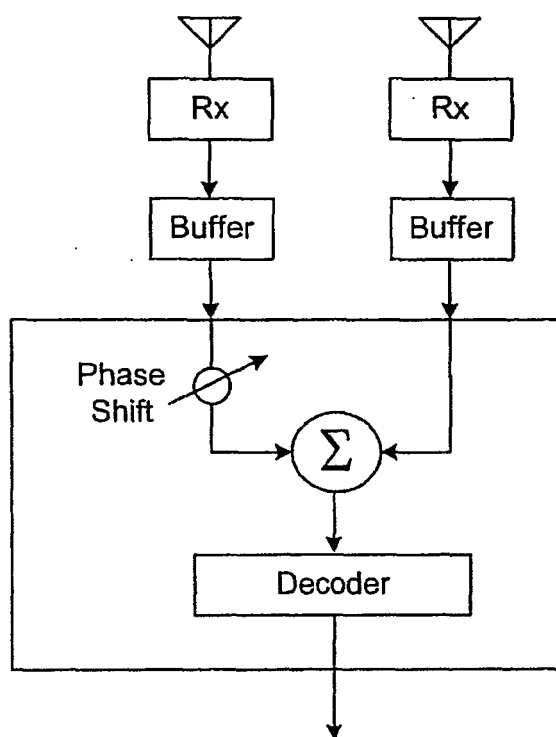 Rx
Rx
Buffer
Buffer
Phase
Shift
Σ
Decoder